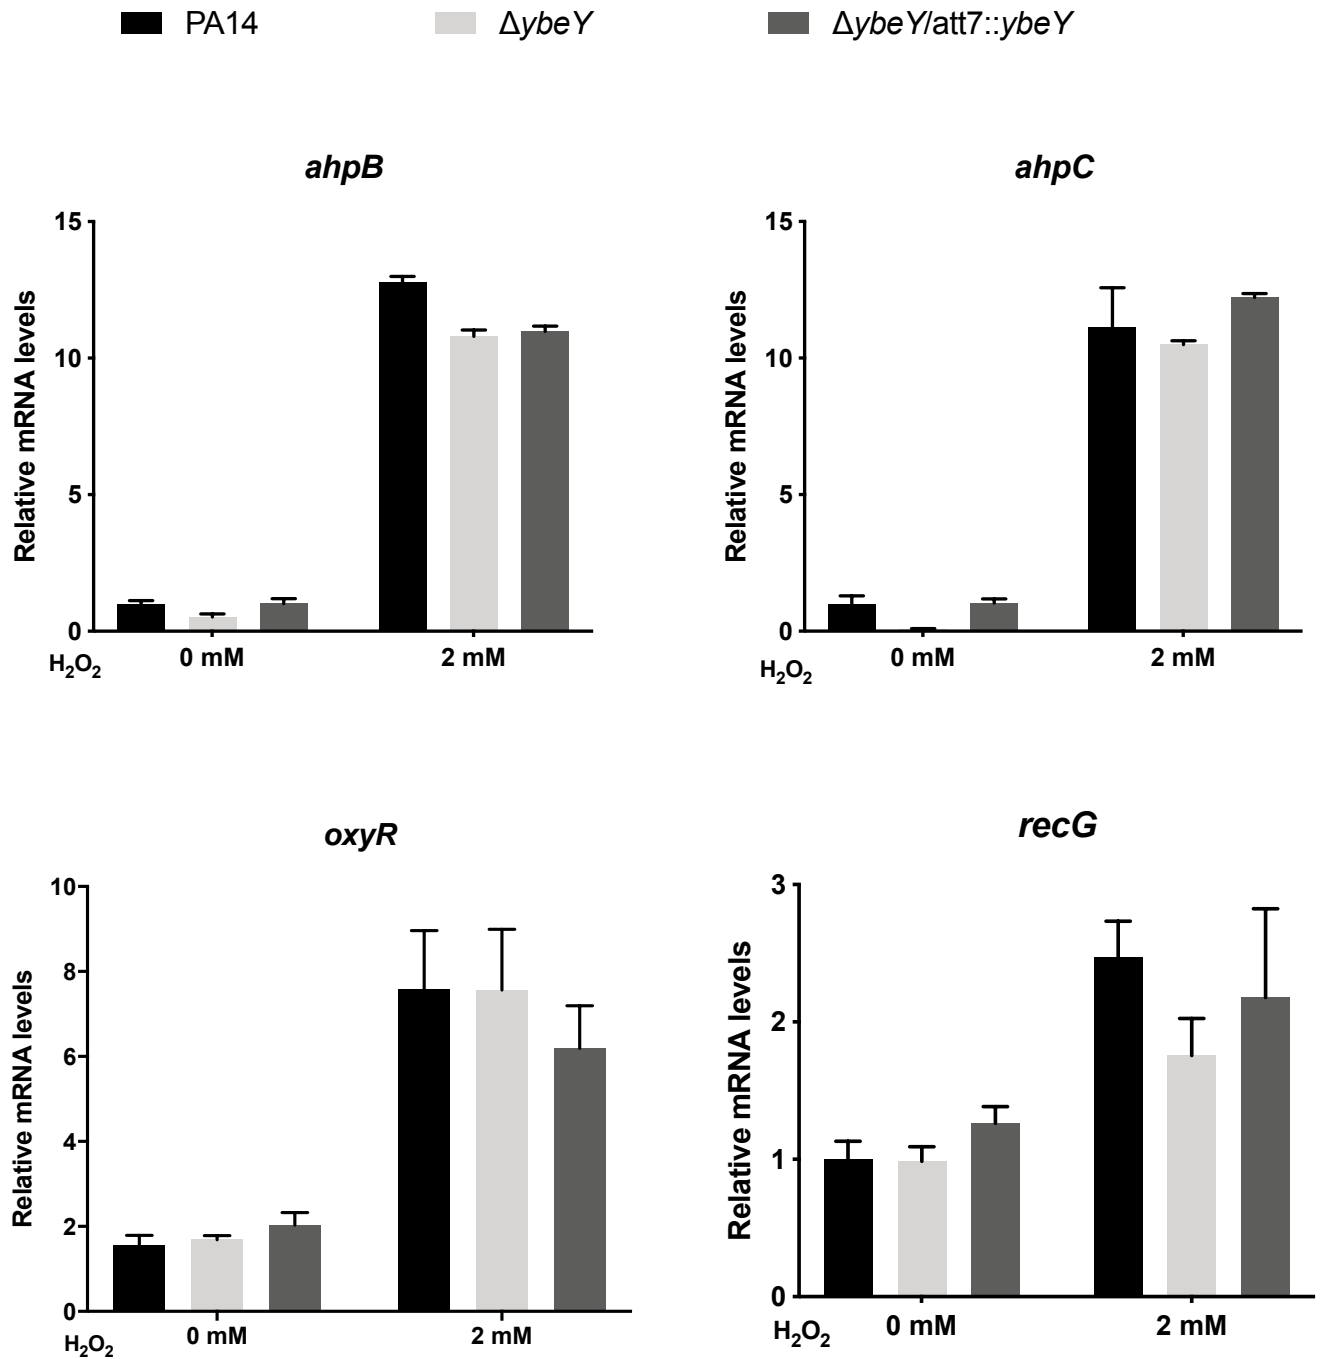 PA14 ΔybeY ΔybeY/att7::ybeY
ahpB
Relative mRNA levels
15
10
5
0
H₂O₂ 0 mM 2 mM
ahpC
Relative mRNA levels
15
10
5
0
H₂O₂ 0 mM 2 mM
oxyR
Relative mRNA levels
10
8
6
4
2
0
H₂O₂ 0 mM 2 mM
recG
Relative mRNA levels
3
2
1
0
H₂O₂ 0 mM 2 mM